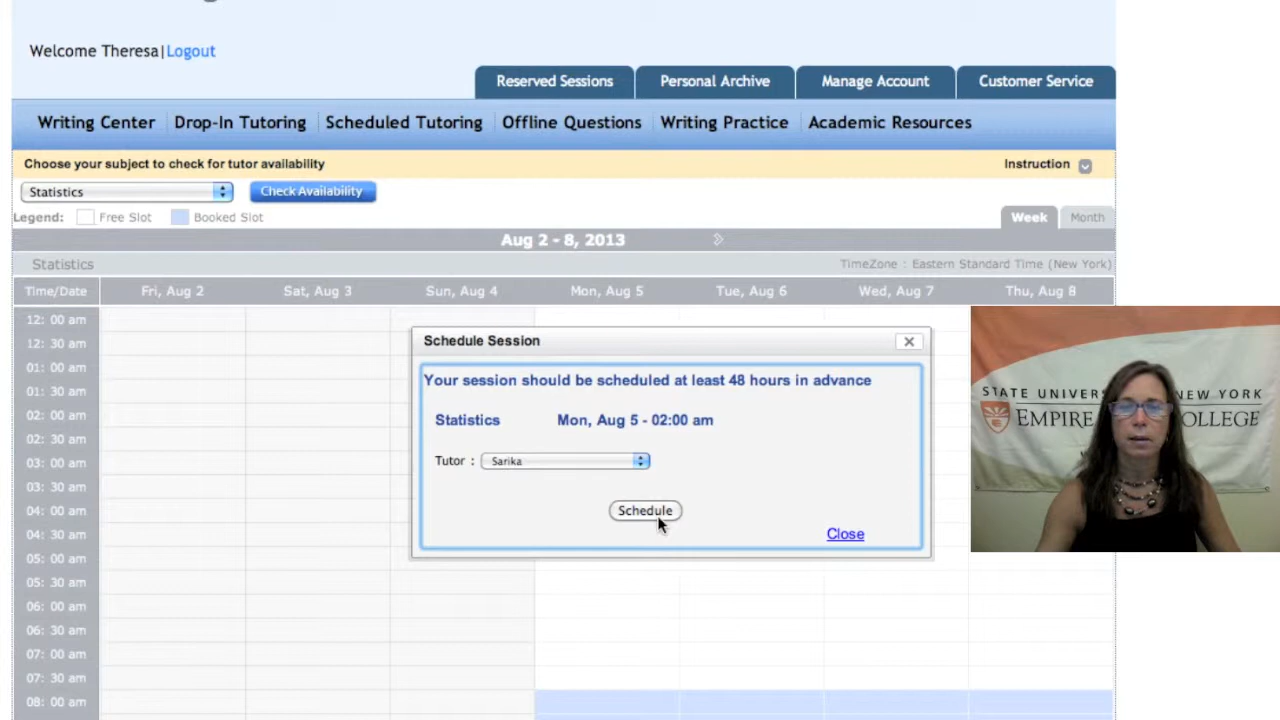 Welcome Theresa|Logout
Reserved Sessions
Personal Archive
Manage Account
Customer Service
Writing Center
Drop-In Tutoring
Scheduled Tutoring
Offline Questions
Writing Practice
Academic Resources
Choose your subject to check for tutor availability
Instruction
Statistics
Check Availability
Legend: Free Slot Booked Slot
Week
Month
Aug 2 - 8, 2013
Statistics
TimeZone : Eastern Standard Time (New York)
Time/Date
Fri, Aug 2
Sat, Aug 3
Sun, Aug 4
Mon, Aug 5
Tue, Aug 6
Wed, Aug 7
Thu, Aug 8
12: 00 am
12: 30 am
01: 00 am
01: 30 am
02: 00 am
02: 30 am
03: 00 am
03: 30 am
04: 00 am
04: 30 am
05: 00 am
05: 30 am
06: 00 am
06: 30 am
07: 00 am
07: 30 am
08: 00 am
Schedule Session
Your session should be scheduled at least 48 hours in advance
Statistics Mon, Aug 5 - 02:00 am
Tutor : Sarika
Schedule
Close
STATE UNIVERS NEW YORK
EMPIRE OLLEGE